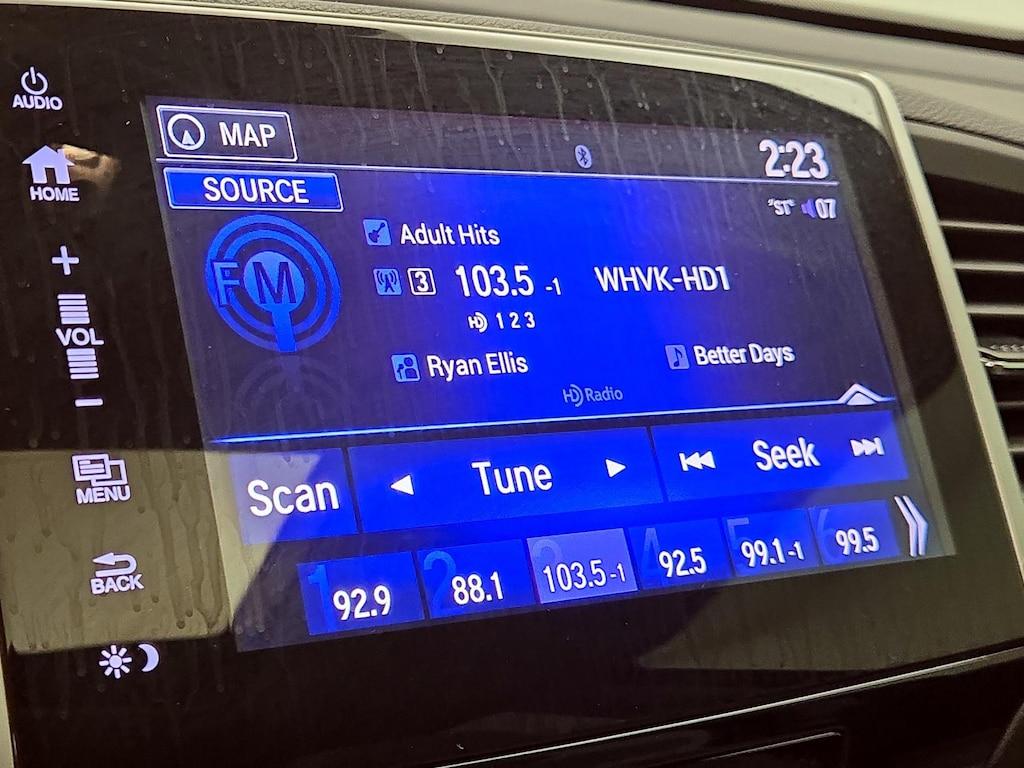 AUDIO
HOME
+
VOL
−
MENU
BACK
MAP
2:23
SOURCE
"ST" 07
FM
Adult Hits
3 103.5 -1 WHVK-HD1
HD 1 2 3
Ryan Ellis Better Days
HD Radio
Scan Tune Seek
1 92.9 2 88.1 3 103.5-1 4 92.5 5 99.1-1 6 99.5